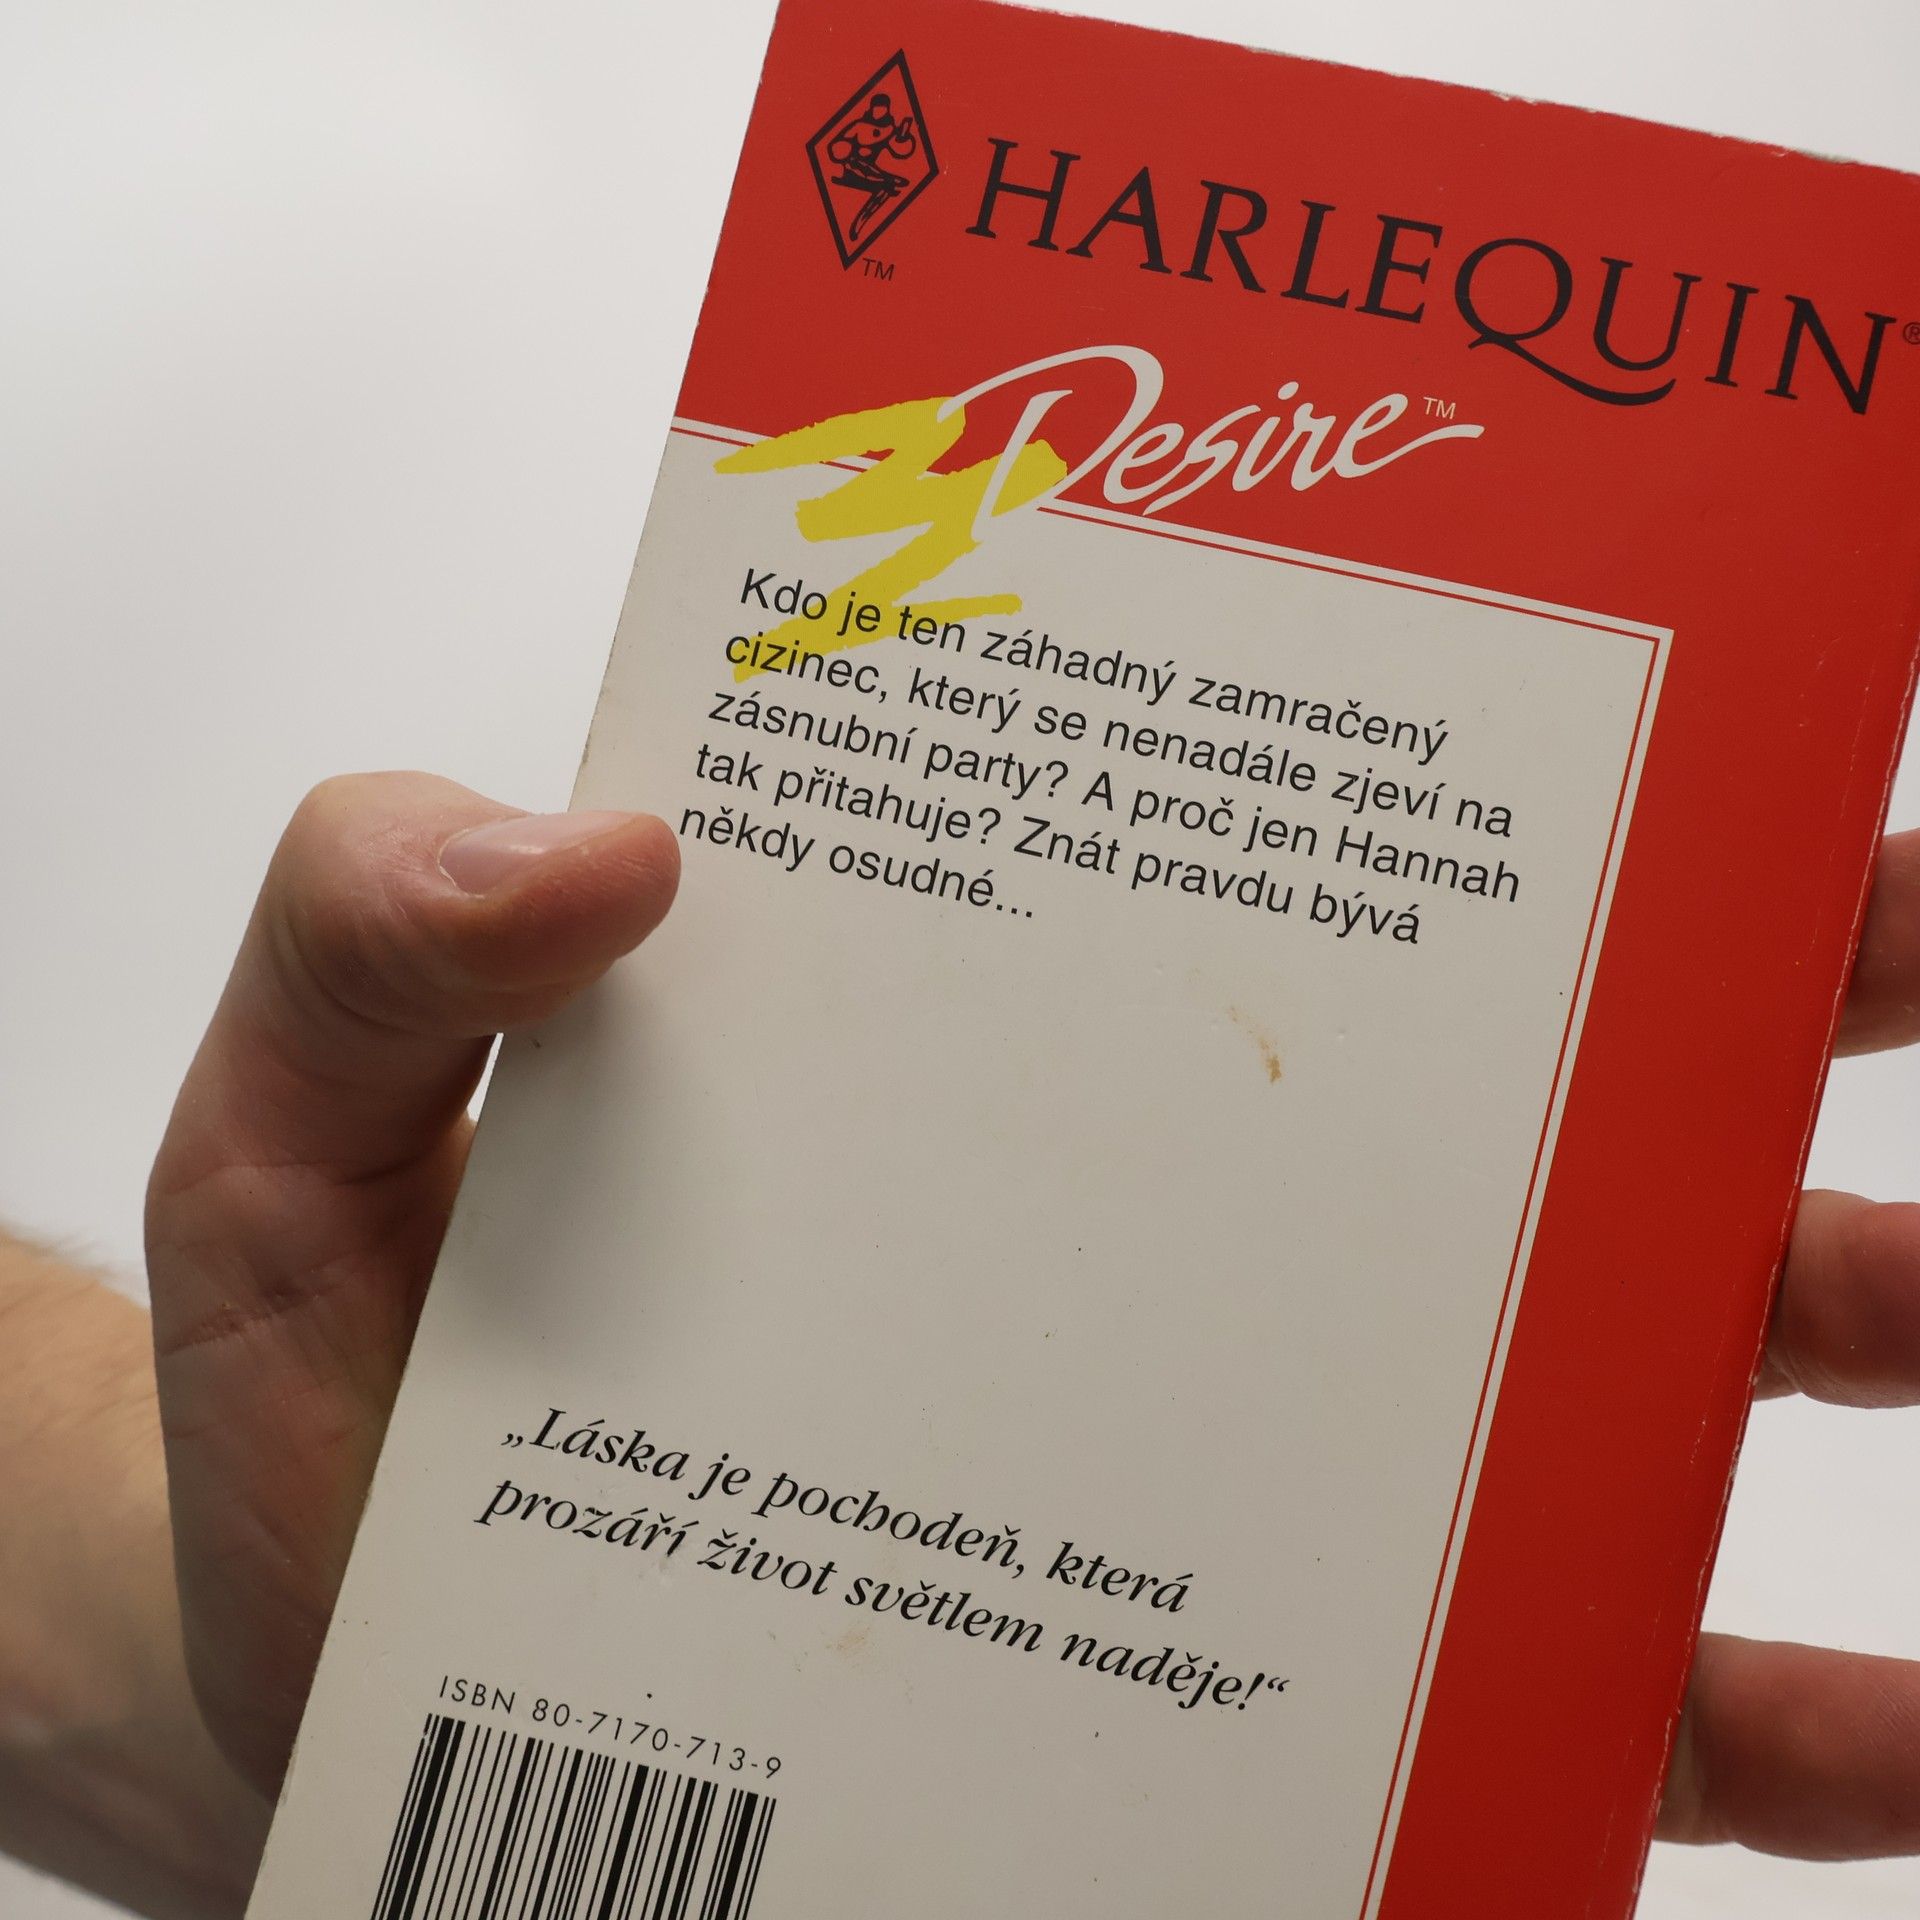 HARLEQUIN®
TM
Desire™
Kdo je ten záhadný zamračený
cizinec, který se nenadále zjeví na
zásnubní party? A proč jen Hannah
tak přitahuje? Znát pravdu bývá
někdy osudné...
„Láska je pochodeň, která
prozáří život světlem naděje!“
ISBN 80-7170-713-9